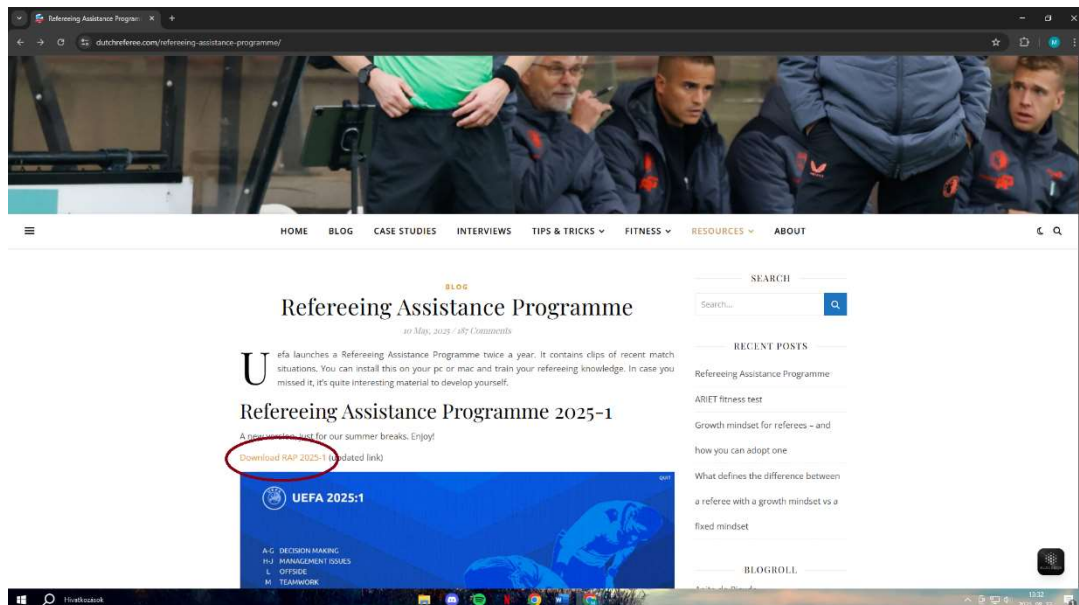 Refereeing Assistance Program
dutchreferee.com/refereeing-assistance-programme/
HOME BLOG CASE STUDIES INTERVIEWS TIPS & TRICKS FITNESS RESOURCES ABOUT
BLOG
Refereeing Assistance Programme
10 May, 2025 / 187 Comments
Uefa launches a Refereeing Assistance Programme twice a year. It contains clips of recent match
situations. You can install this on your pc or mac and train your refereeing knowledge. In case you
missed it, it's quite interesting material to develop yourself.
Refereeing Assistance Programme 2025-1
A new version, just for our summer breaks. Enjoy!
Download RAP 2025-1 (updated link)
QUIT
UEFA 2025:1
A-G DECISION MAKING
H-J MANAGEMENT ISSUES
L OFFSIDE
M TEAMWORK
SEARCH
Search...
RECENT POSTS
Refereeing Assistance Programme
ARIET fitness test
Growth mindset for referees – and
how you can adopt one
What defines the difference between
a referee with a growth mindset vs a
fixed mindset
BLOGROLL
Hivatkozások
13:32